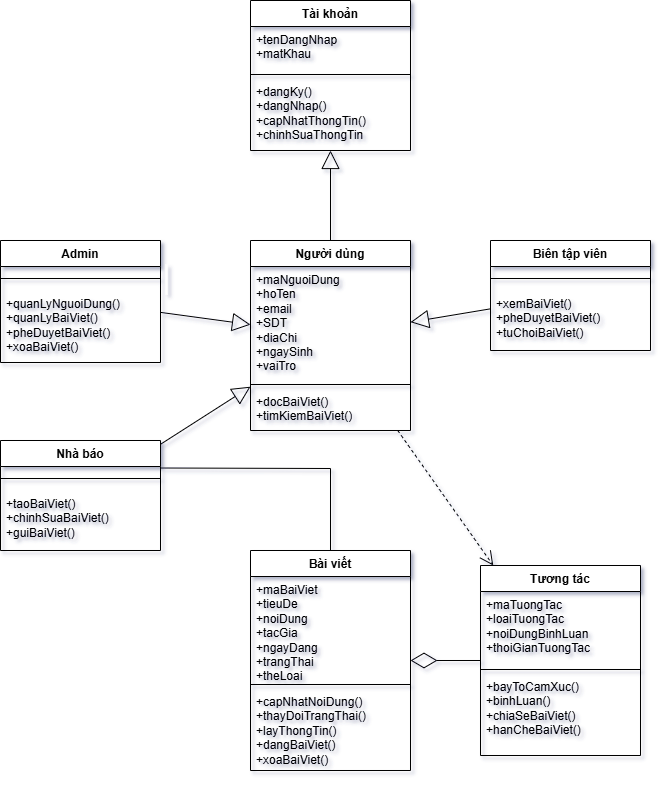 Tài khoản
+tenDangNhap
+matKhau
+dangKy()
+dangNhap()
+capNhatThongTin()
+chinhSuaThongTin
Admin
+quanLyNguoiDung()
+quanLyBaiViet()
+pheDuyetBaiViet()
+xoaBaiViet()
Người dùng
+maNguoiDung
+hoTen
+email
+SDT
+diaChi
+ngaySinh
+vaiTro
+docBaiViet()
+timKiemBaiViet()
Biên tập viên
+xemBaiViet()
+pheDuyetBaiViet()
+tuChoiBaiViet()
Nhà báo
+taoBaiViet()
+chinhSuaBaiViet()
+guiBaiViet()
Bài viết
+maBaiViet
+tieuDe
+noiDung
+tacGia
+ngayDang
+trangThai
+theLoai
+capNhatNoiDung()
+thayDoiTrangThai()
+layThongTin()
+dangBaiViet()
+xoaBaiViet()
Tương tác
+maTuongTac
+loaiTuongTac
+noiDungBinhLuan
+thoiGianTuongTac
+bayToCamXuc()
+binhLuan()
+chiaSeBaiViet()
+hanCheBaiViet()